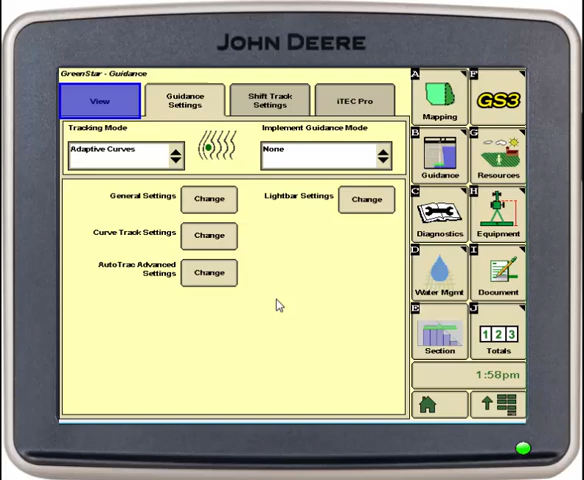 JOHN DEERE
GreenStar - Guidance
View
Guidance
Settings
Shift Track
Settings
iTEC Pro
Tracking Mode
Adaptive Curves
Implement Guidance Mode
None
General Settings
Change
Lightbar Settings
Change
Curve Track Settings
Change
AutoTrac Advanced
Settings
Change
A
Mapping
F
GS3
B
Guidance
G
Resources
C
Diagnostics
H
Equipment
D
Water Mgmt
I
Document
E
Section
J
1 2 3
Totals
1:58pm